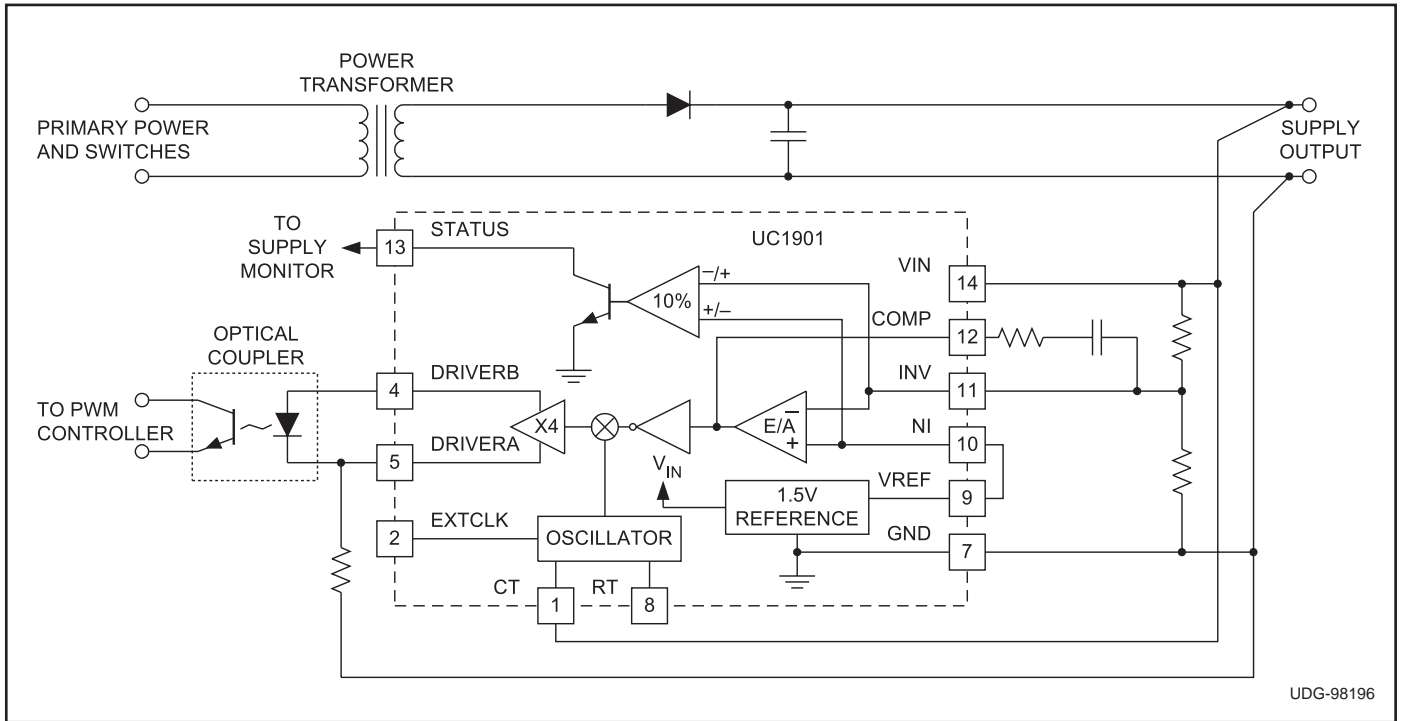 POWER
TRANSFORMER
PRIMARY POWER
AND SWITCHES
SUPPLY
OUTPUT
TO
SUPPLY
MONITOR
13
STATUS
UC1901
10%
–/+
+/–
VIN
14
COMP
12
INV
11
NI
10
VREF
9
GND
7
OPTICAL
COUPLER
TO PWM
CONTROLLER
4
DRIVERB
5
DRIVERA
X4
E/A
–
+
VIN
1.5V
REFERENCE
2
EXTCLK
OSCILLATOR
CT
1
RT
8
UDG-98196